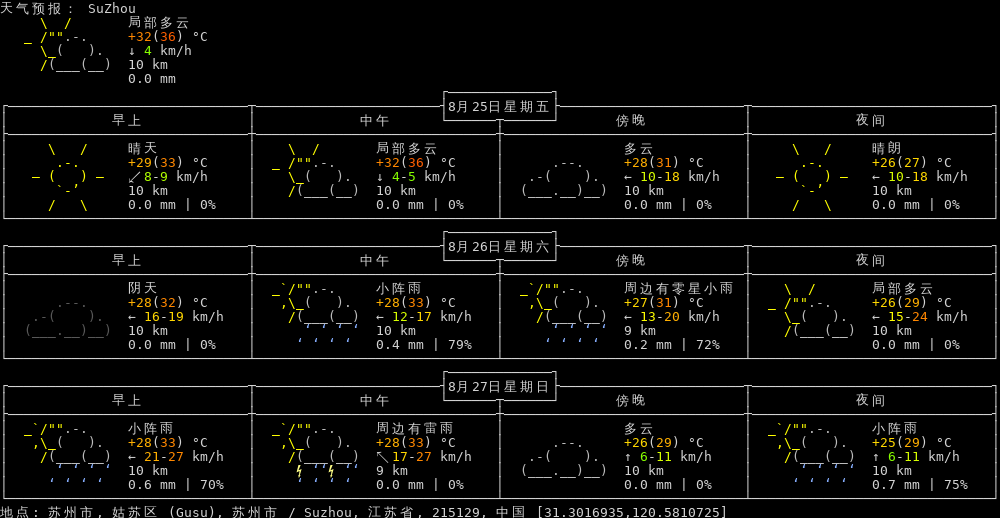 天气预报： SuZhou
局部多云
+32(36) °C
↓ 4 km/h
10 km
0.0 mm
8月25日星期五
早上 中午 傍晚 夜间
晴天 局部多云 多云 晴朗
+29(33) °C +32(36) °C +28(31) °C +26(27) °C
↙ 8-9 km/h ↓ 4-5 km/h ← 10-18 km/h ← 10-18 km/h
10 km 10 km 10 km 10 km
0.0 mm | 0% 0.0 mm | 0% 0.0 mm | 0% 0.0 mm | 0%
8月26日星期六
早上 中午 傍晚 夜间
阴天 小阵雨 周边有零星小雨 局部多云
+28(32) °C +28(33) °C +27(31) °C +26(29) °C
← 16-19 km/h ← 12-17 km/h ← 13-20 km/h ← 15-24 km/h
10 km 10 km 9 km 10 km
0.0 mm | 0% 0.4 mm | 79% 0.2 mm | 72% 0.0 mm | 0%
8月27日星期日
早上 中午 傍晚 夜间
小阵雨 周边有雷雨 多云 小阵雨
+28(33) °C +28(33) °C +26(29) °C +25(29) °C
← 21-27 km/h ↖ 17-27 km/h ↑ 6-11 km/h ↑ 6-11 km/h
10 km 9 km 10 km 10 km
0.6 mm | 70% 0.0 mm | 0% 0.0 mm | 0% 0.7 mm | 75%
地点: 苏州市, 姑苏区 (Gusu), 苏州市 / Suzhou, 江苏省, 215129, 中国 [31.3016935,120.5810725]